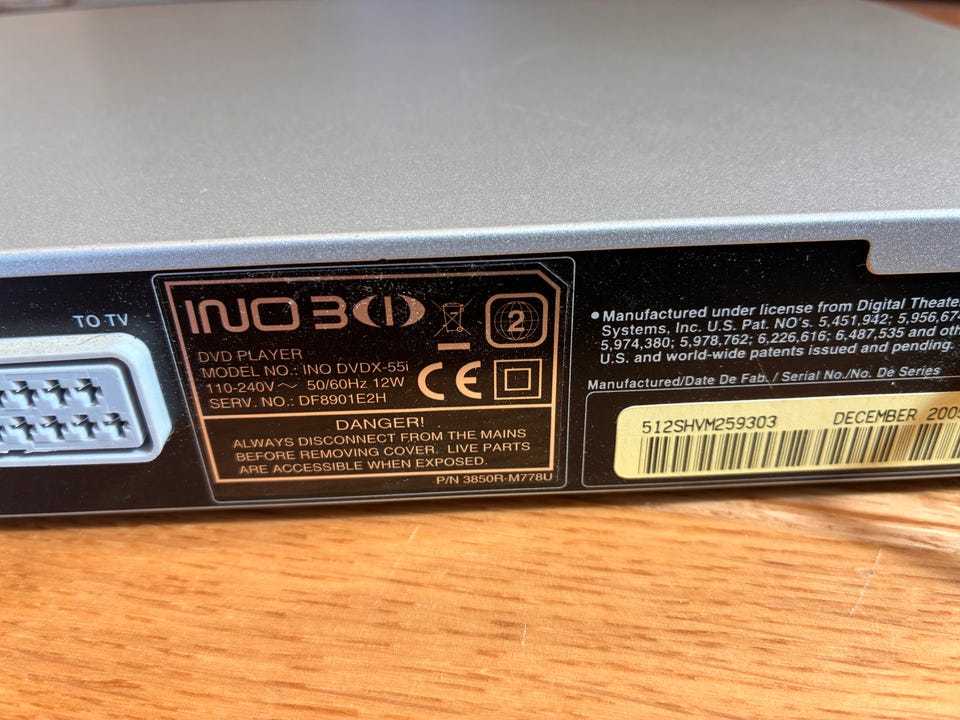 TO TV
INO 3(I)
2
DVD PLAYER
MODEL NO.: INO DVDX-55i
110-240V~ 50/60Hz 12W
SERV. NO.: DF8901E2H
CE
DANGER!
ALWAYS DISCONNECT FROM THE MAINS
BEFORE REMOVING COVER. LIVE PARTS
ARE ACCESSIBLE WHEN EXPOSED.
P/N 3850R-M778U
• Manufactured under license from Digital Theater
Systems, Inc. U.S. Pat. NO's. 5,451,942; 5,956,674
5,974,380; 5,978,762; 6,226,616; 6,487,535 and
U.S. and world-wide patents issued and pending.
Manufactured/Date De Fab. / Serial No./No. De Series
512SHVM259303 DECEMBER 2005